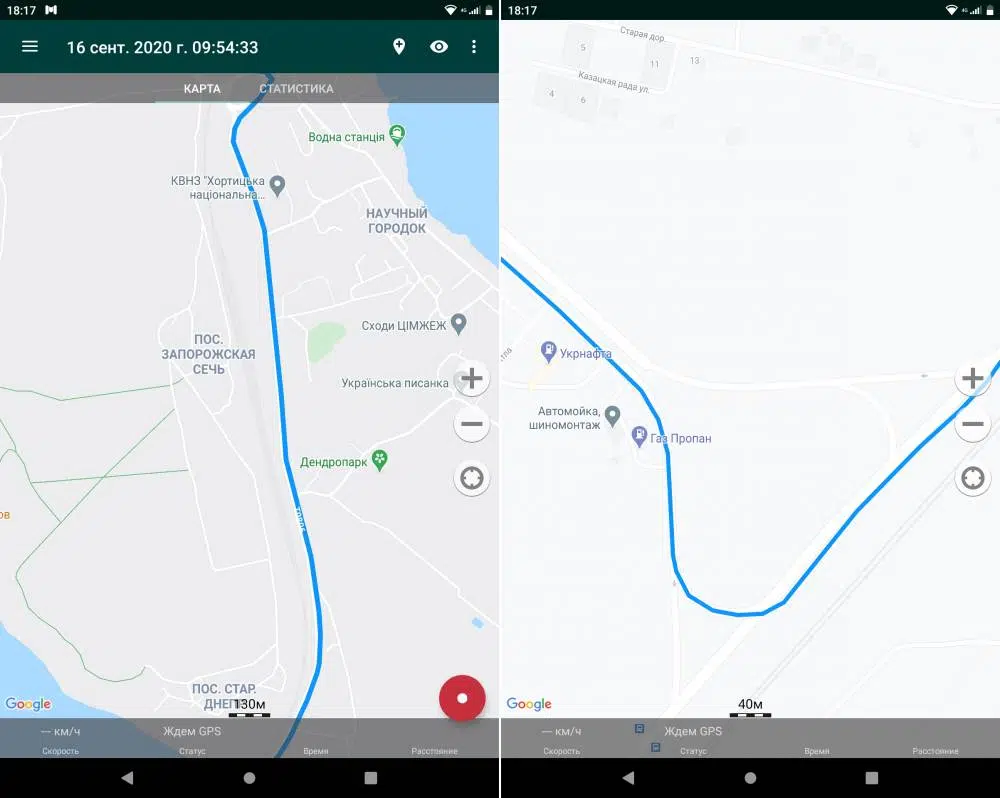 18:17
16 сент. 2020 г. 09:54:33
КАРТА
СТАТИСТИКА
Водна станція
КВНЗ "Хортицька
національна...
НАУЧНЫЙ
ГОРОДОК
Сходи ЦІМЖЕЖ
ПОС.
ЗАПОРОЖСКАЯ
СЕЧЬ
Українська писанка
Дендропарк
ов
ПОС. СТАР.
Google
130м
--- км/ч
Ждем GPS
Скорость
Статус
Время
Расстояние
18:17
Старая дор.
5
11
13
Казацкая рада ул.
4
6
Укрнафта
Автомойка,
шиномонтаж
Газ Пропан
Google
40м
--- км/ч
Ждем GPS
Скорость
Статус
Время
Расстояние